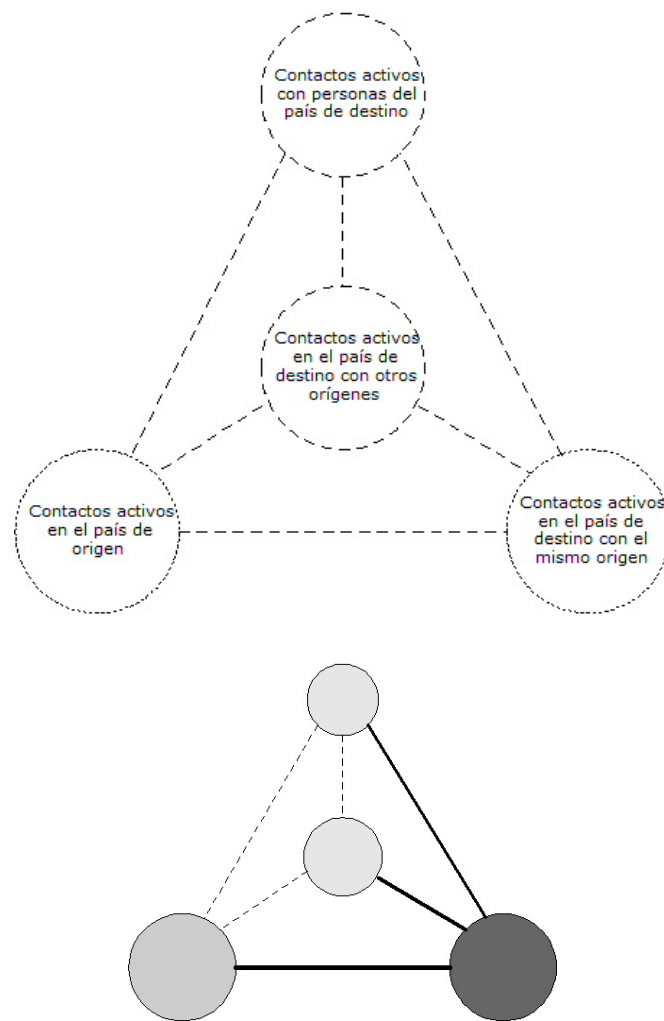 Contactos activos
con personas del
país de destino
Contactos activos
en el país de
destino con otros
orígenes
Contactos activos
en el país de
origen
Contactos activos
en el país de
destino con el
mismo origen